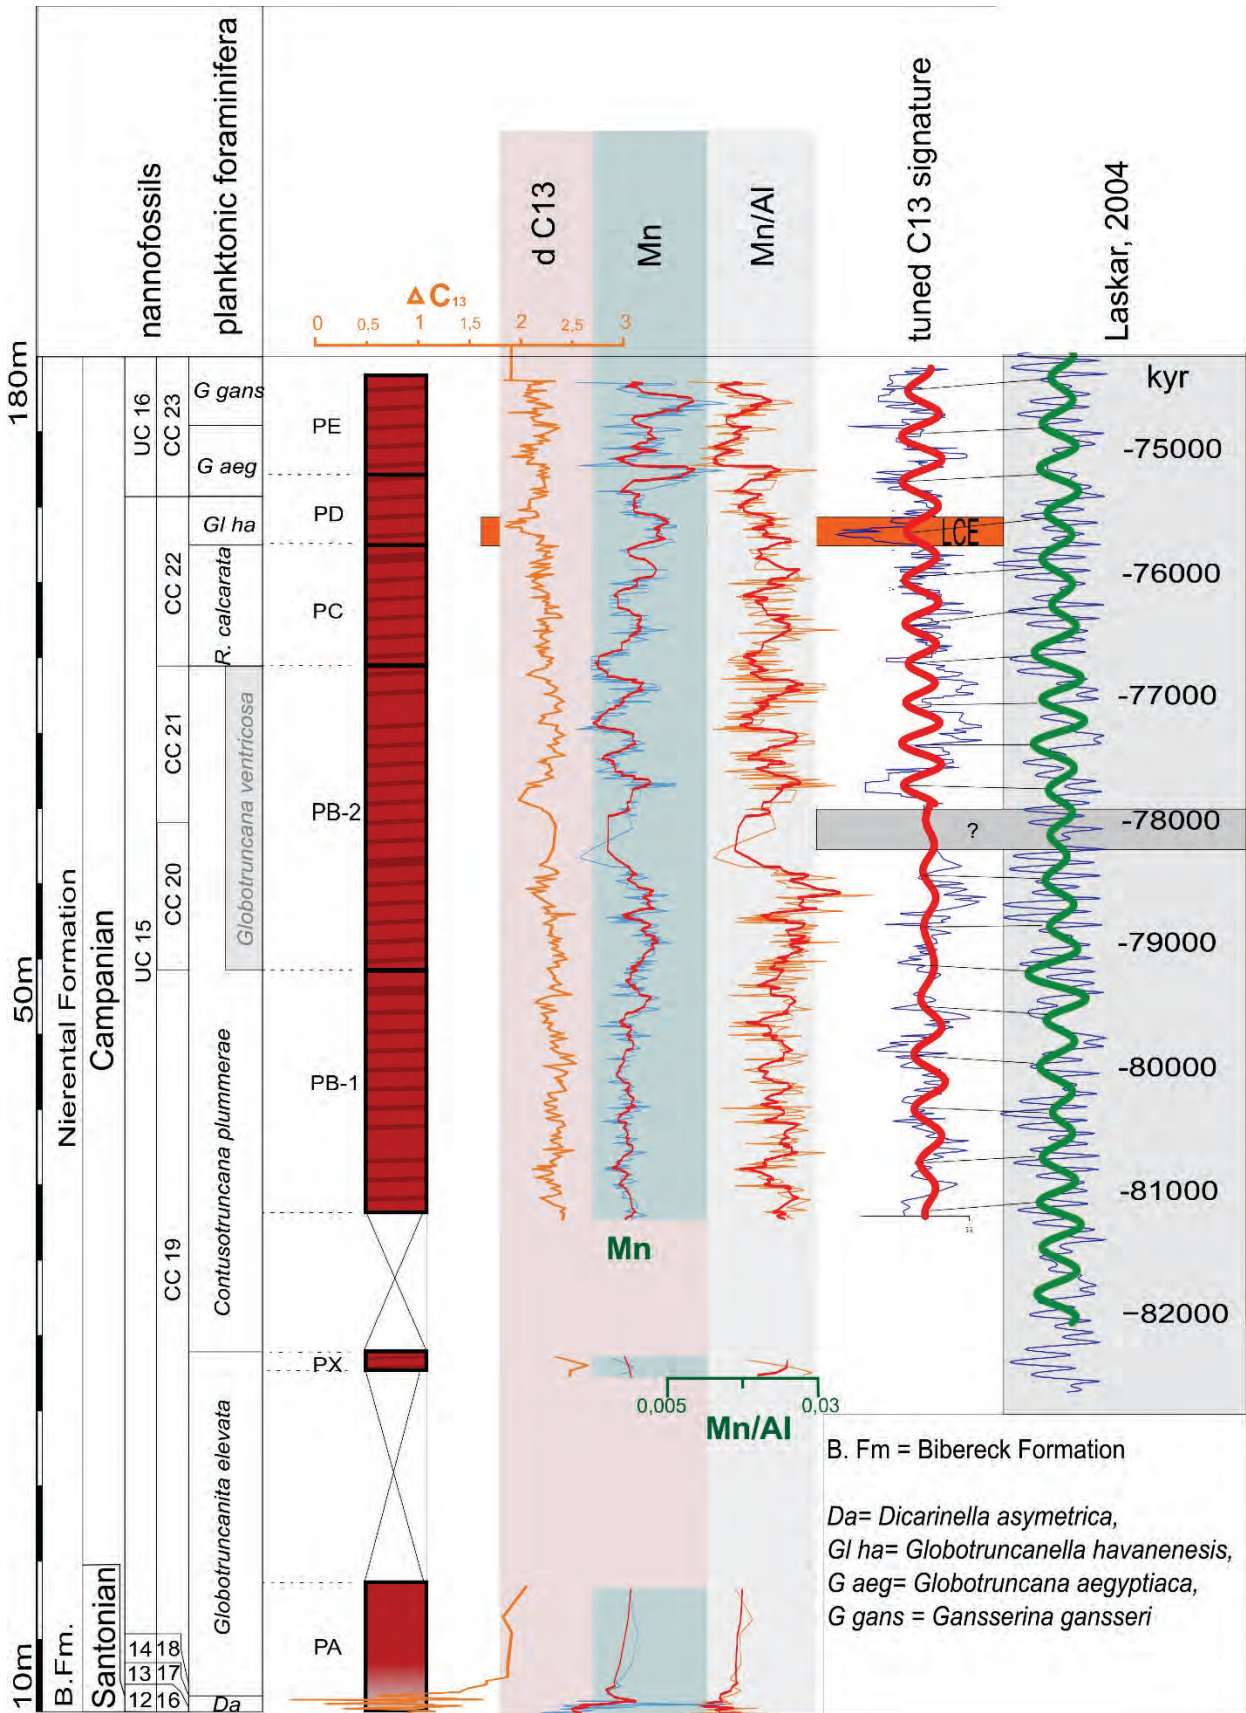 nannofossils
planktonic foraminifera
d C13
Mn
Mn/Al
tuned C13 signature
Laskar, 2004
Δ C13
0 0,5 1 1,5 2 2,5 3
180m
50m
10m
Nierental Formation
B.Fm.
Campanian
Santonian
UC 16
UC 15
14
13
12
CC 23
CC 22
CC 21
CC 20
CC 19
18
17
16
G gans
G aeg
Gl ha
R. calcarata
Globotruncana ventricosa
Contusotruncana plummerae
Globotruncanita elevata
Da
PE
PD
PC
PB-2
PB-1
PX
PA
LCE
?
kyr
-75000
-76000
-77000
-78000
-79000
-80000
-81000
−82000
Mn
0,005 0,03
Mn/Al
B. Fm = Bibereck Formation
Da= Dicarinella asymetrica,
Gl ha= Globotruncanella havanenesis,
G aeg= Globotruncana aegyptiaca,
G gans = Gansserina gansseri